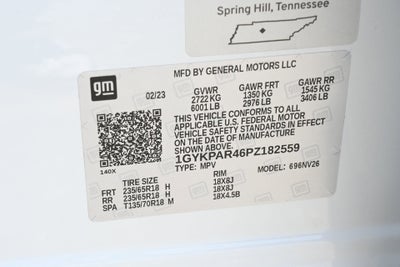 Spring Hill, Tennessee
gm
MFD BY GENERAL MOTORS LLC
02/23 GVWR GAWR FRT GAWR RR
2722 KG 1350 KG 1545 KG
6001 LB 2976 LB 3406 LB
THIS VEHICLE CONFORMS TO ALL
APPLICABLE U.S. FEDERAL MOTOR
VEHICLE SAFETY STANDARDS IN EFFECT
ON THE DATE OF MANUFACTURE
SHOWN ABOVE.
1GYKPAR46PZ182559
140X TYPE: MPV MODEL: 696NV26
TIRE SIZE RIM
FRT 235/65R18 H 18X8J
RR 235/65R18 H 18X8J
SPA T135/70R18 M 18X4.5B